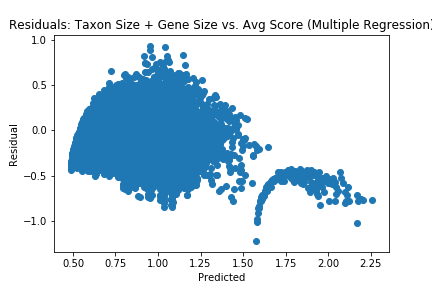 Residuals: Taxon Size + Gene Size vs. Avg Score (Multiple Regression)
1.0
0.5
0.0
−0.5
−1.0
Residual
0.50 0.75 1.00 1.25 1.50 1.75 2.00 2.25
Predicted